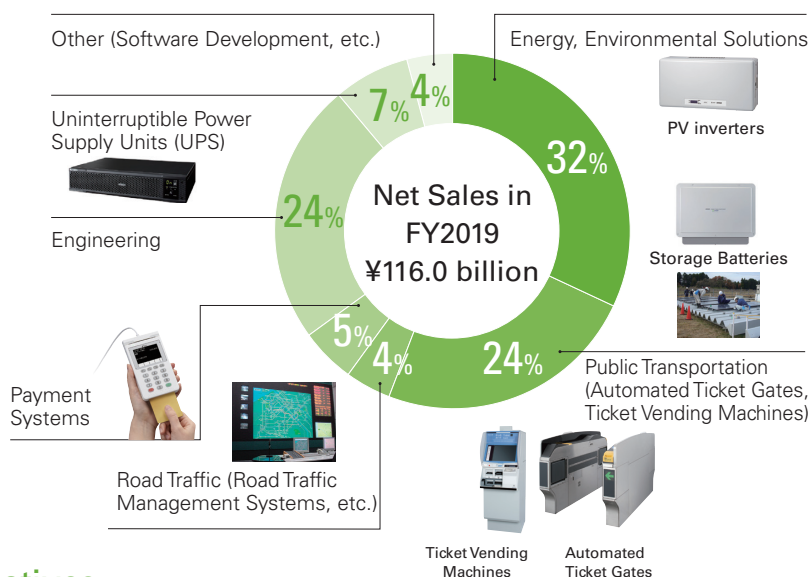 Other (Software Development, etc.)
Energy, Environmental Solutions
7%
4%
PV inverters
Uninterruptible Power
Supply Units (UPS)
32%
24%
Net Sales in
FY2019
¥116.0 billion
Engineering
Storage Batteries
5%
4%
24%
Public Transportation
(Automated Ticket Gates,
Ticket Vending Machines)
Payment
Systems
Road Traffic (Road Traffic
Management Systems, etc.)
Ticket Vending
Machines
Automated
Ticket Gates